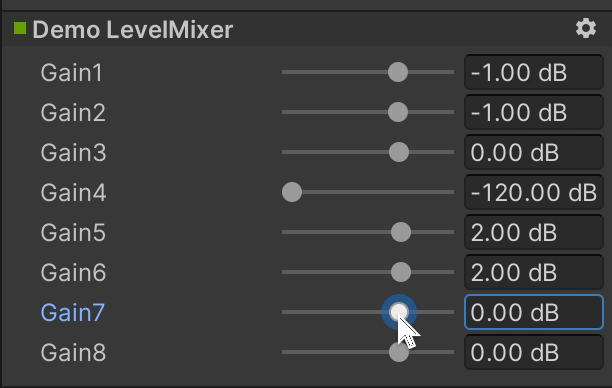 Demo LevelMixer
Gain1 -1.00 dB
Gain2 -1.00 dB
Gain3 0.00 dB
Gain4 -120.00 dB
Gain5 2.00 dB
Gain6 2.00 dB
Gain7 0.00 dB
Gain8 0.00 dB